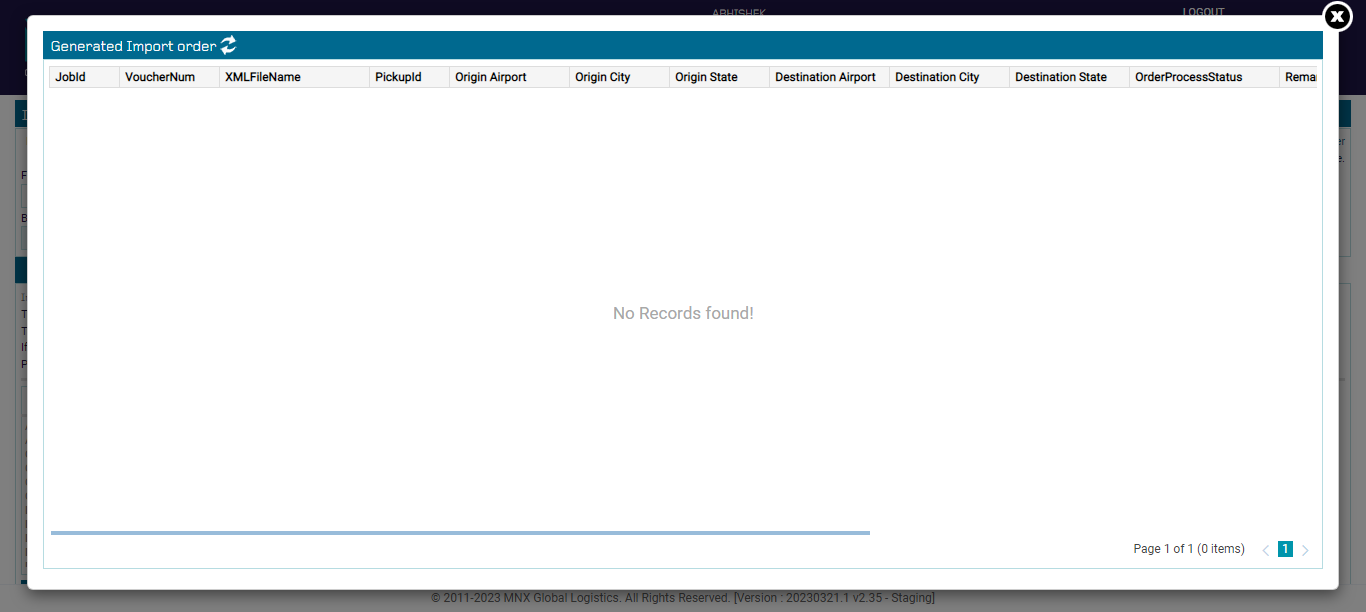 ABHISHEK
LOGOUT
Generated Import order
JobId VoucherNum XMLFileName PickupId Origin Airport Origin City Origin State Destination Airport Destination City Destination State OrderProcessStatus Remar
No Records found!
Page 1 of 1 (0 items) 1
© 2011-2023 MNX Global Logistics. All Rights Reserved. [Version : 20230321.1 v2.35 - Staging]